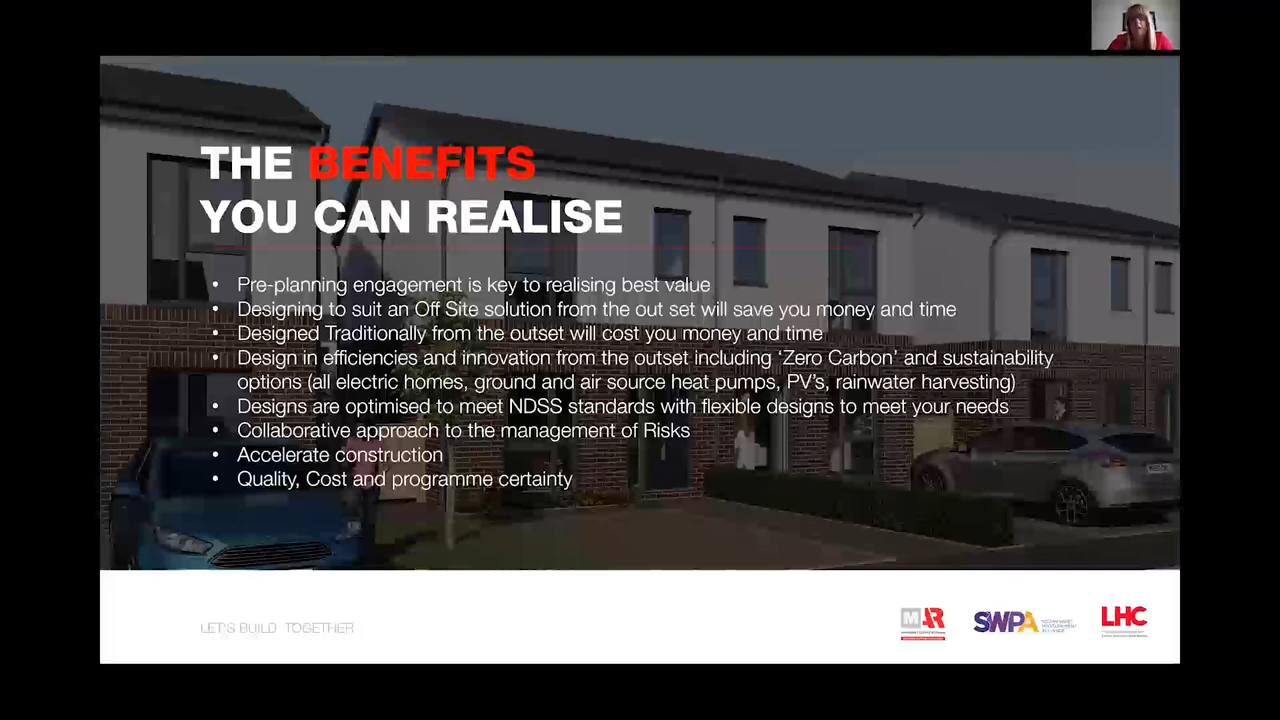 THE BENEFITS
YOU CAN REALISE
• Pre-planning engagement is key to realising best value
• Designing to suit an Off Site solution from the out set will save you money and time
• Designed Traditionally from the outset will cost you money and time
• Design in efficiencies and innovation from the outset including ‘Zero Carbon’ and sustainability
options (all electric homes, ground and air source heat pumps, PV’s, rainwater harvesting)
• Designs are optimised to meet NDSS standards with flexible designs to meet your needs
• Collaborative approach to the management of Risks
• Accelerate construction
• Quality, Cost and programme certainty
LET'S BUILD TOGETHER
MAR
SWPA
LHC